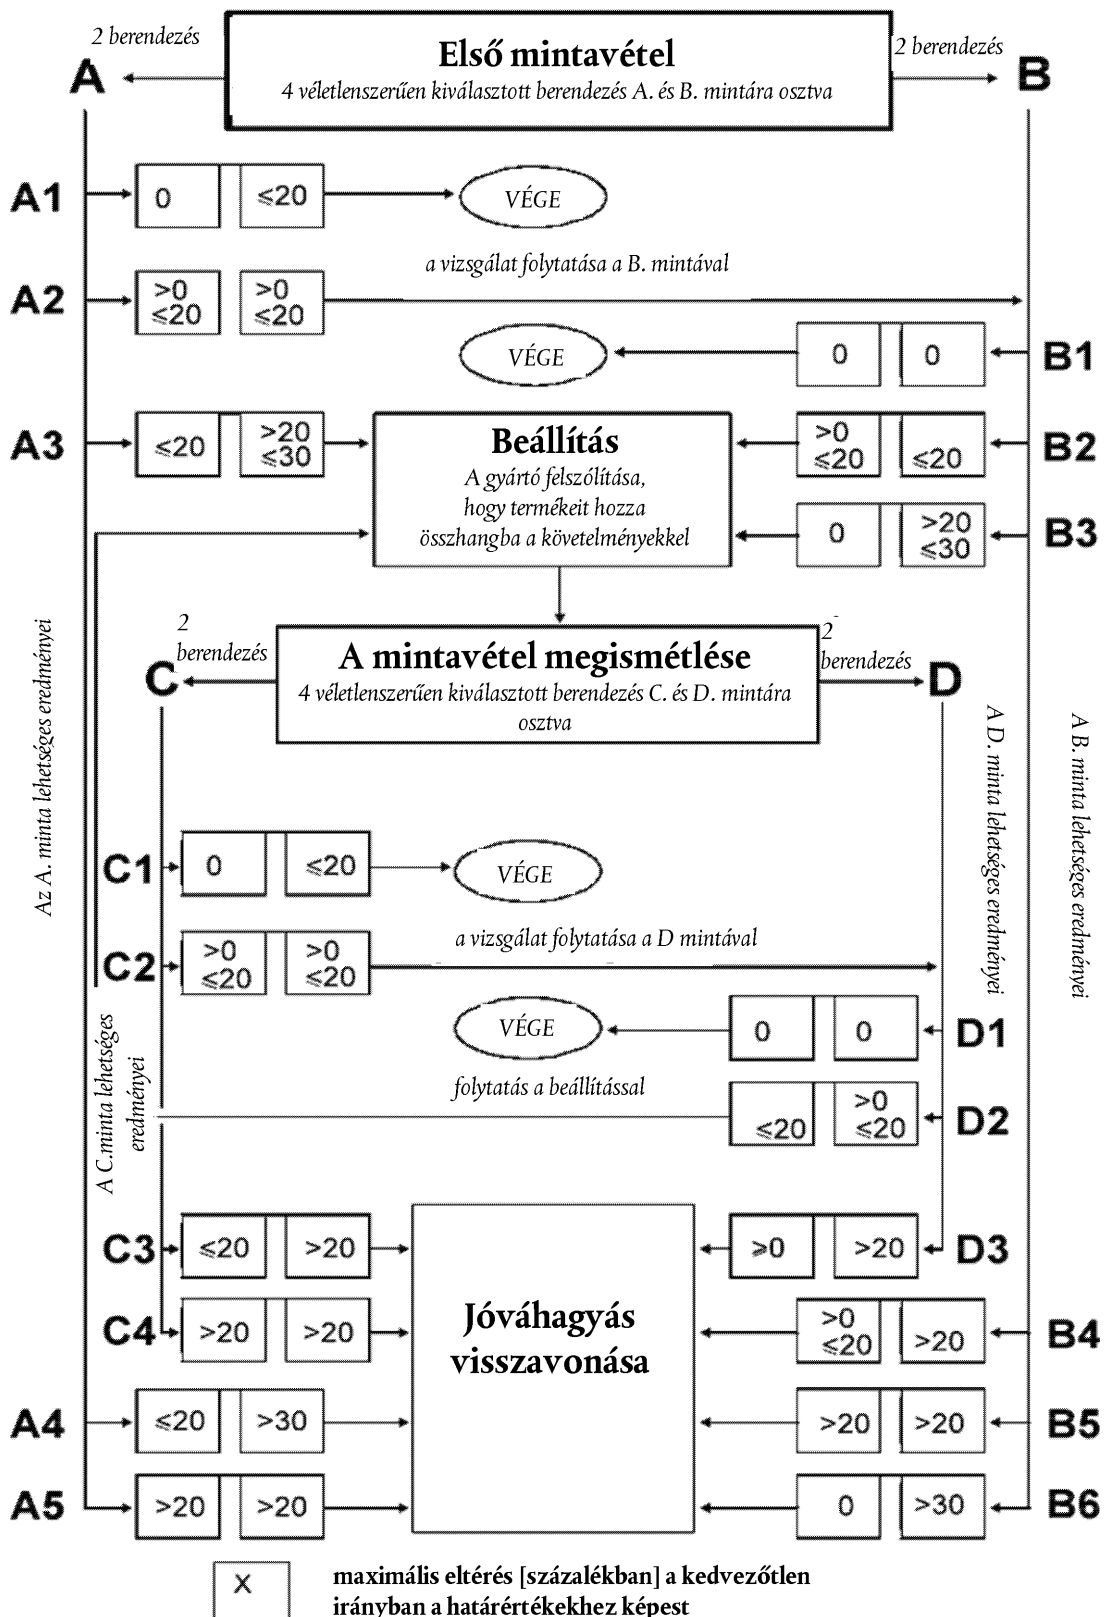 2 berendezés
Első mintavétel
2 berendezés
A
4 véletlenszerűen kiválasztott berendezés A. és B. mintára osztva
B
A1
0
≤20
VÉGE
a vizsgálat folytatása a B. mintával
A2
>0
≤20
>0
≤20
VÉGE
0
0
B1
A3
≤20
>20
≤30
Beállítás
A gyártó felszólítása,
hogy termékeit hozza
összhangba a követelményekkel
>0
≤20
≤20
B2
0
>20
≤30
B3
Az A. minta lehetséges eredményei
2
berendezés
C
A mintavétel megismétlése
4 véletlenszerűen kiválasztott berendezés C. és D. mintára
osztva
2
berendezés
D
A D. minta lehetséges eredményei
A B. minta lehetséges eredményei
C1
0
≤20
VÉGE
a vizsgálat folytatása a D mintával
C2
>0
≤20
>0
≤20
VÉGE
0
0
D1
A C.minta lehetséges
eredményei
folytatás a beállítással
≤20
>0
≤20
D2
C3
≤20
>20
Jóváhagyás
visszavonása
≥0
>20
D3
C4
>20
>20
>0
≤20
>20
B4
A4
≤20
>30
>20
>20
B5
A5
>20
>20
0
>30
B6
X
maximális eltérés [százalékban] a kedvezőtlen
irányban a határértékekhez képest